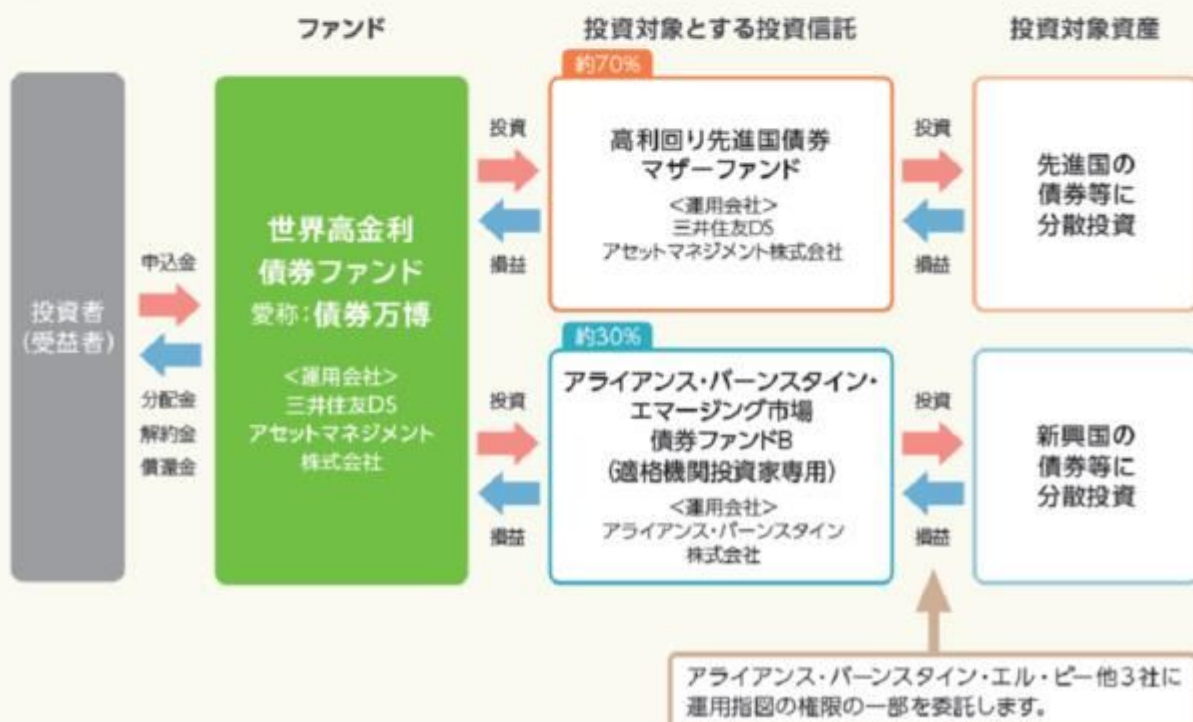 ファンド
投資対象とする投資信託
投資対象資産
投資者
(受益者)
申込金
分配金
解約金
償還金
世界高金利
債券ファンド
愛称：債券万博
<運用会社>
三井住友DS
アセットマネジメント
株式会社
投資
損益
約70%
高利回り先進国債券
マザーファンド
<運用会社>
三井住友DS
アセットマネジメント株式会社
投資
損益
先進国の
債券等に
分散投資
投資
損益
約30%
アライアンス・バーンスタイン・
エマージング市場
債券ファンドB
(適格機関投資家専用)
<運用会社>
アライアンス・バーンスタイン
株式会社
投資
損益
新興国の
債券等に
分散投資
アライアンス・バーンスタイン・エル・ピー他3社に
運用指図の権限の一部を委託します。